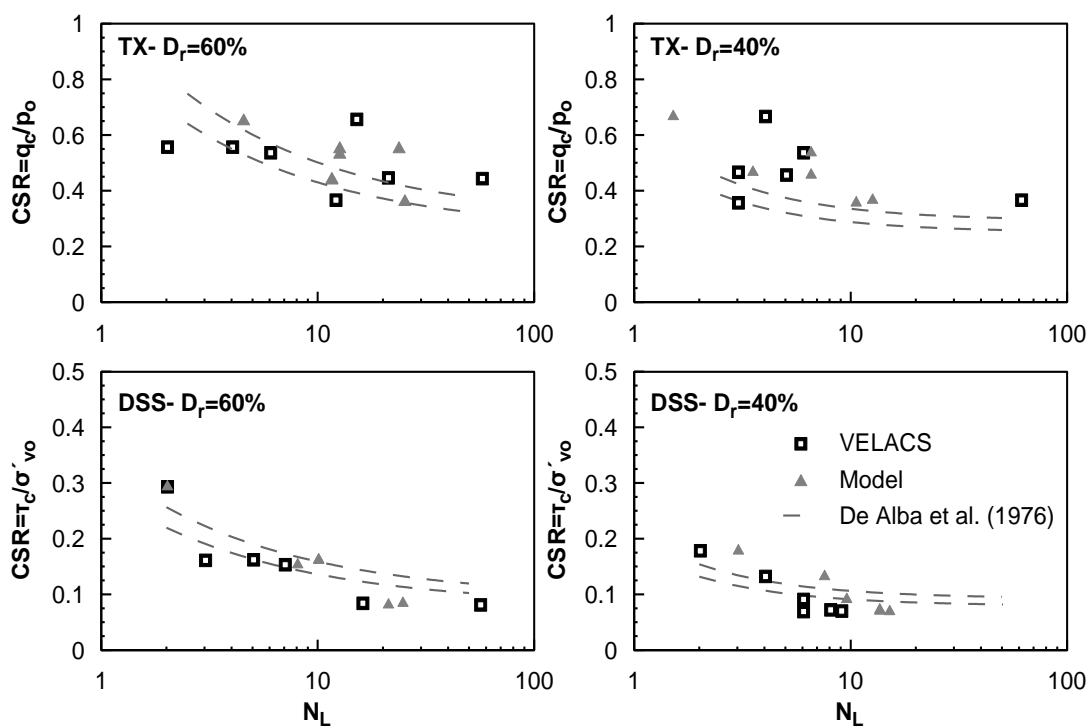 TX- Dr=60%
CSR=qc/po
1
0.8
0.6
0.4
0.2
0
1
10
100
TX- Dr=40%
CSR=qc/po
1
0.8
0.6
0.4
0.2
0
1
10
100
DSS- Dr=60%
CSR=τc/σ´vo
0.5
0.4
0.3
0.2
0.1
0
1
10
100
NL
DSS- Dr=40%
CSR=τc/σ´vo
0.5
0.4
0.3
0.2
0.1
0
1
10
100
NL
VELACS
Model
De Alba et al. (1976)